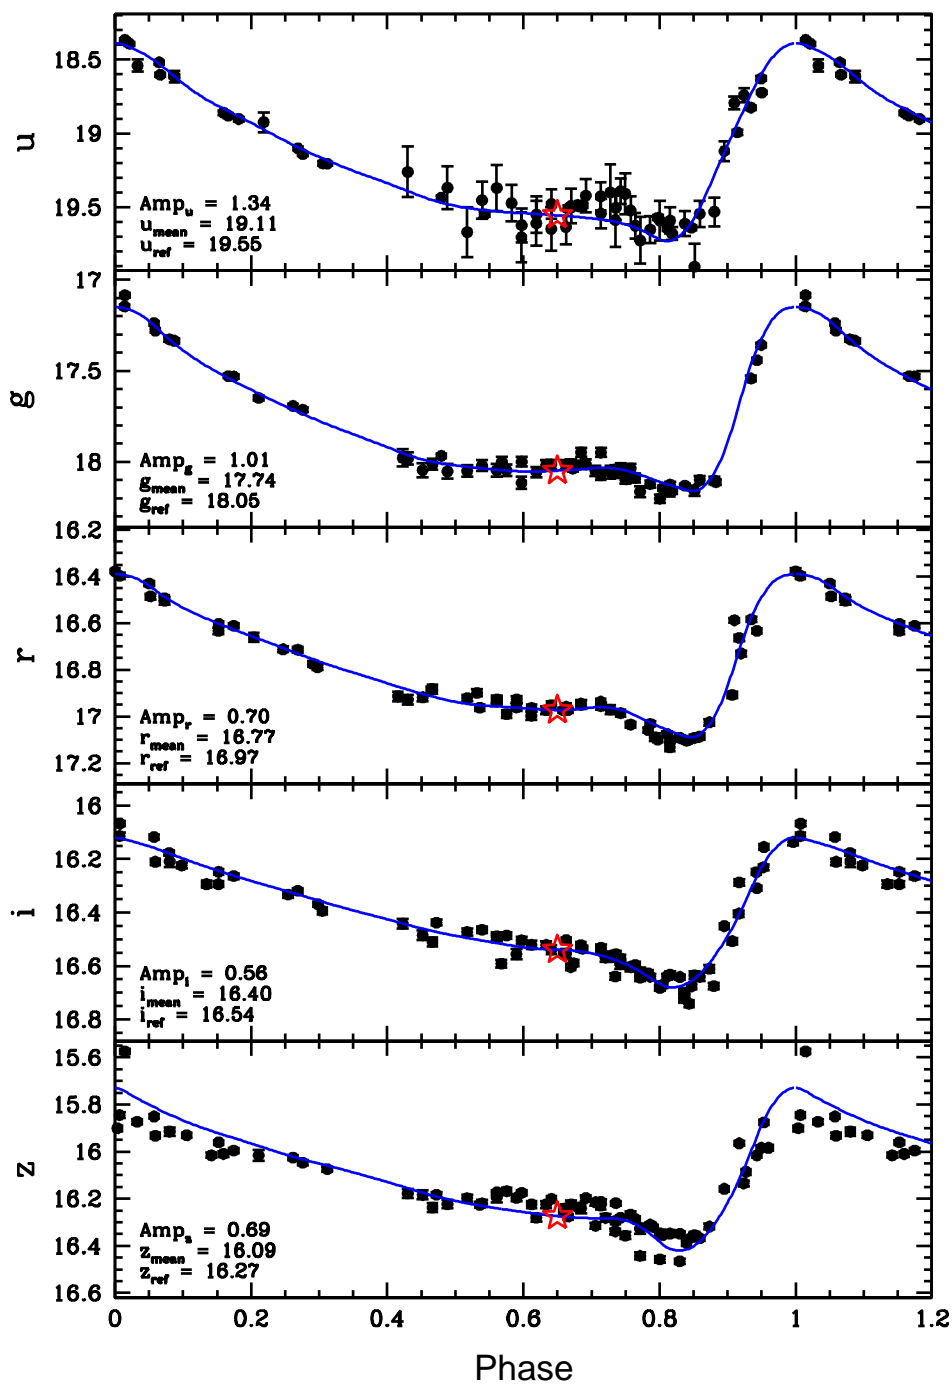 18.5
19
19.5
u
Amp_u = 1.34
u_mean = 19.11
u_ref = 19.55
17
17.5
18
g
Amp_g = 1.01
g_mean = 17.74
g_ref = 18.05
16.2
16.4
16.6
16.8
17
17.2
r
Amp_r = 0.70
r_mean = 16.77
r_ref = 16.97
16
16.2
16.4
16.6
16.8
i
Amp_i = 0.56
i_mean = 16.40
i_ref = 16.54
15.6
15.8
16
16.2
16.4
16.6
z
Amp_z = 0.69
z_mean = 16.09
z_ref = 16.27
0 0.2 0.4 0.6 0.8 1 1.2
Phase